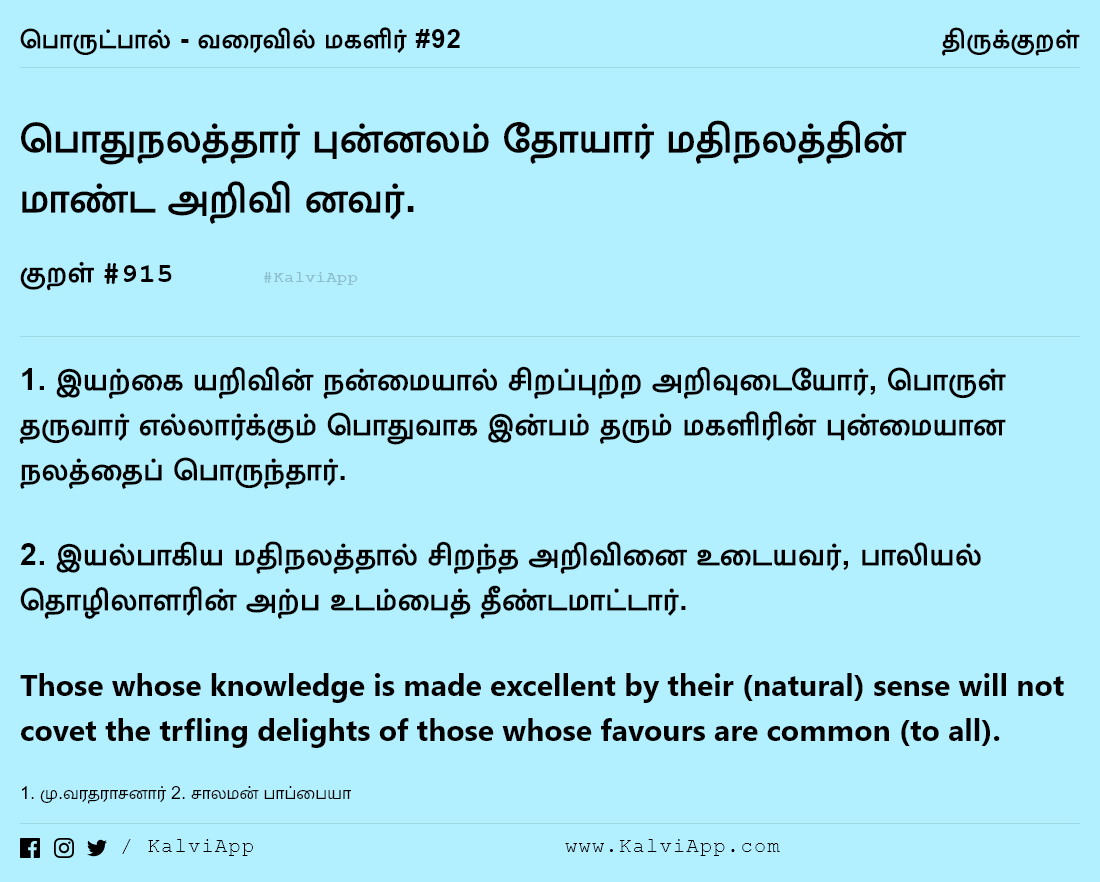 பொருட்பால் - வரைவில் மகளிர் #92
திருக்குறள்
பொதுநலத்தார் புன்னலம் தோயார் மதிநலத்தின்
மாண்ட அறிவி னவர்.
குறள் #915
#KalviApp
1. இயற்கை யறிவின் நன்மையால் சிறப்புற்ற அறிவுடையோர், பொருள்
தருவார் எல்லார்க்கும் பொதுவாக இன்பம் தரும் மகளிரின் புன்மையான
நலத்தைப் பொருந்தார்.
2. இயல்பாகிய மதிநலத்தால் சிறந்த அறிவினை உடையவர், பாலியல்
தொழிலாளரின் அற்ப உடம்பைத் தீண்டமாட்டார்.
Those whose knowledge is made excellent by their (natural) sense will not
covet the trfling delights of those whose favours are common (to all).
1. மு.வரதராசனார் 2. சாலமன் பாப்பையா
/ KalviApp
www.KalviApp.com